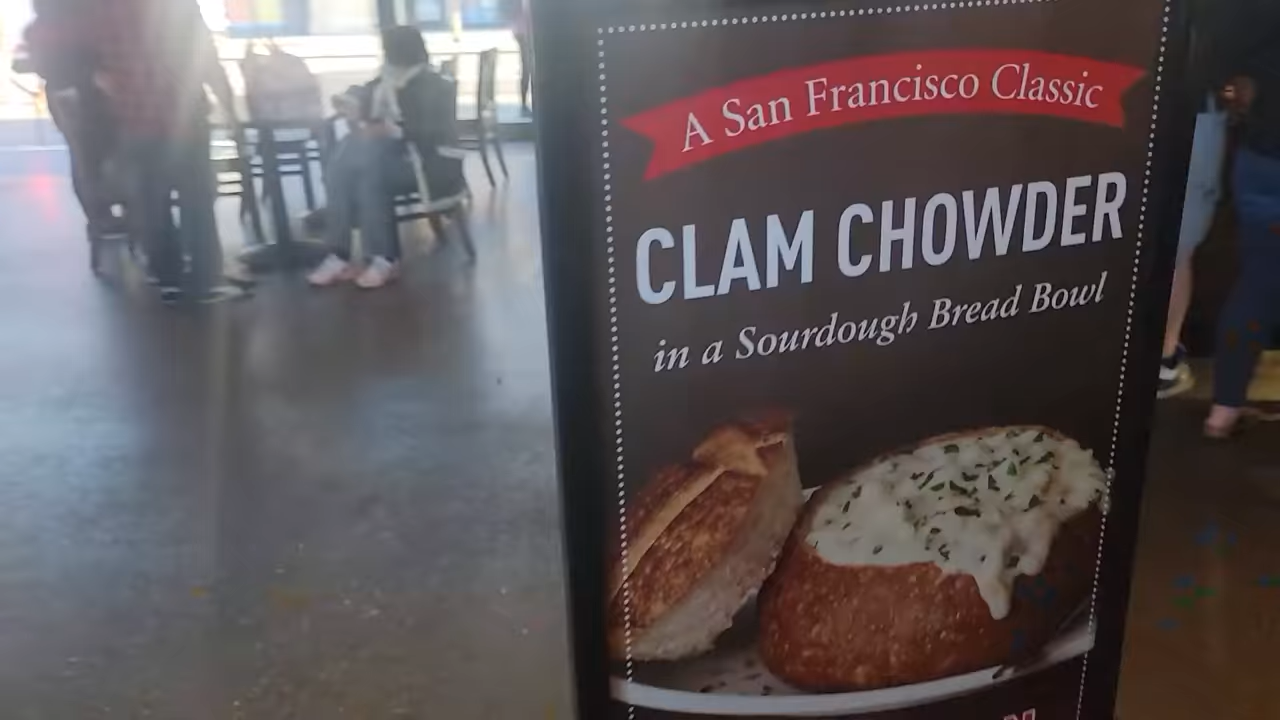 A San Francisco Classic
CLAM CHOWDER
in a Sourdough Bread Bowl